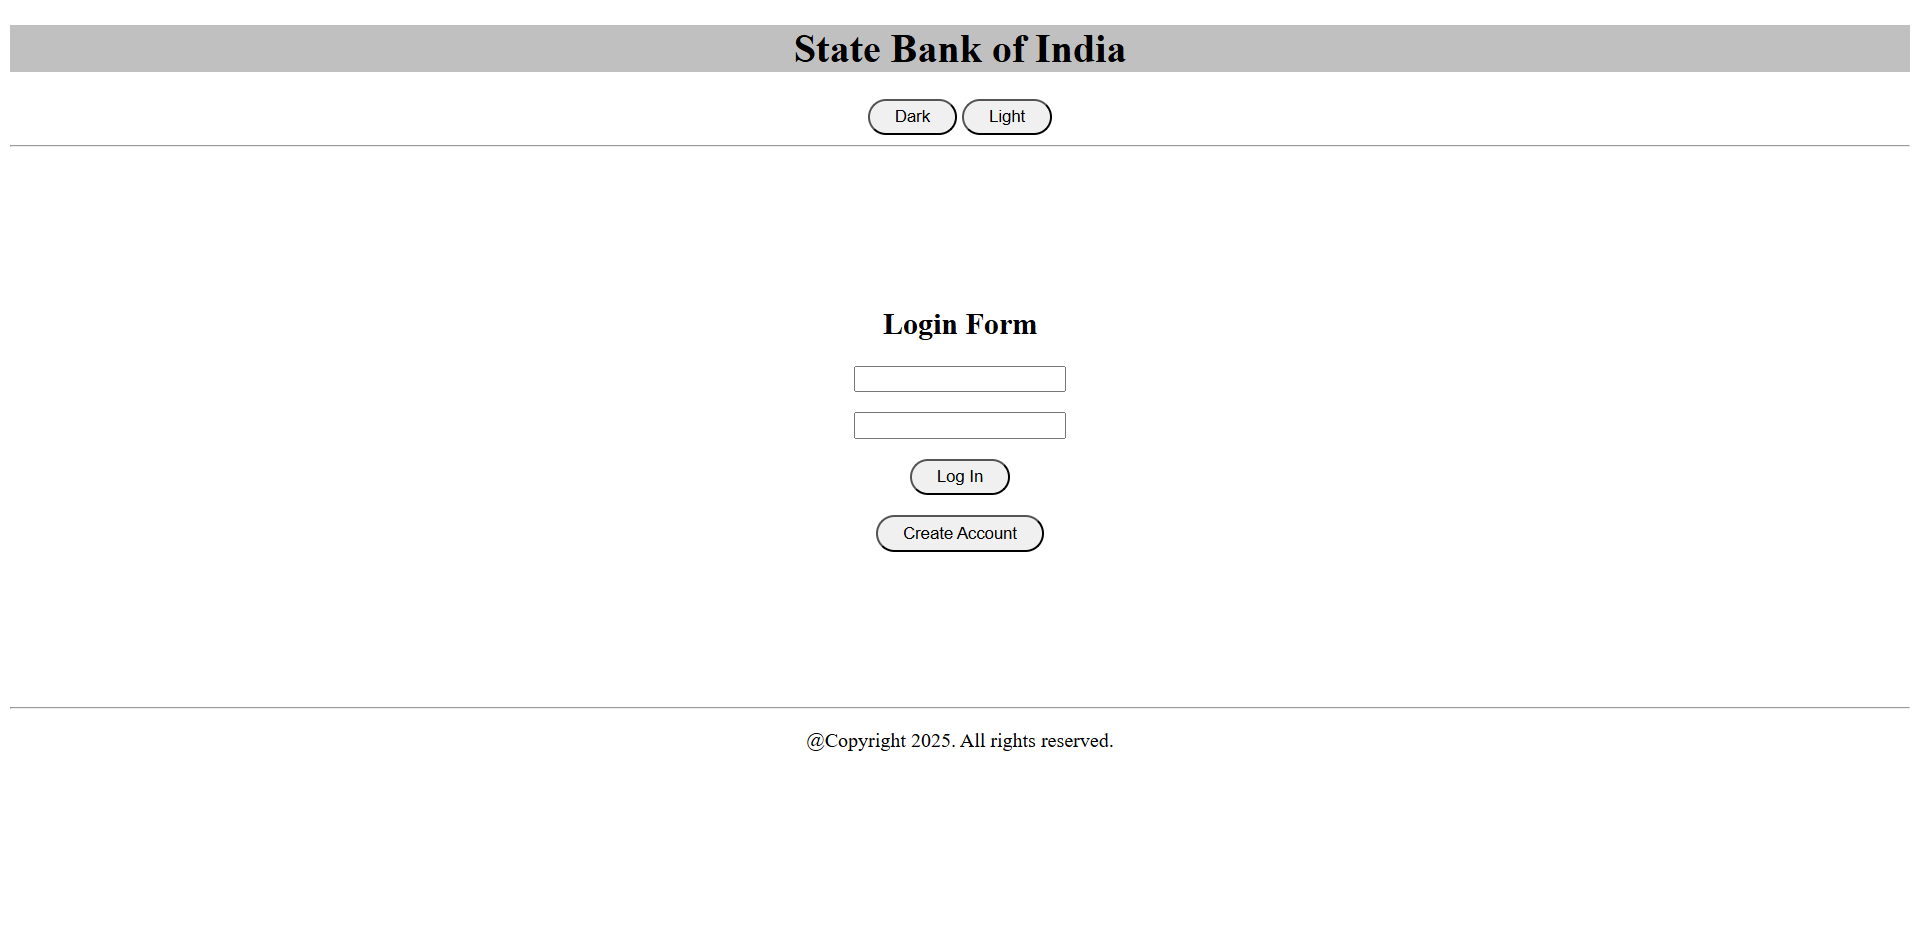 State Bank of India
Dark Light
Login Form
Log In
Create Account
@Copyright 2025. All rights reserved.